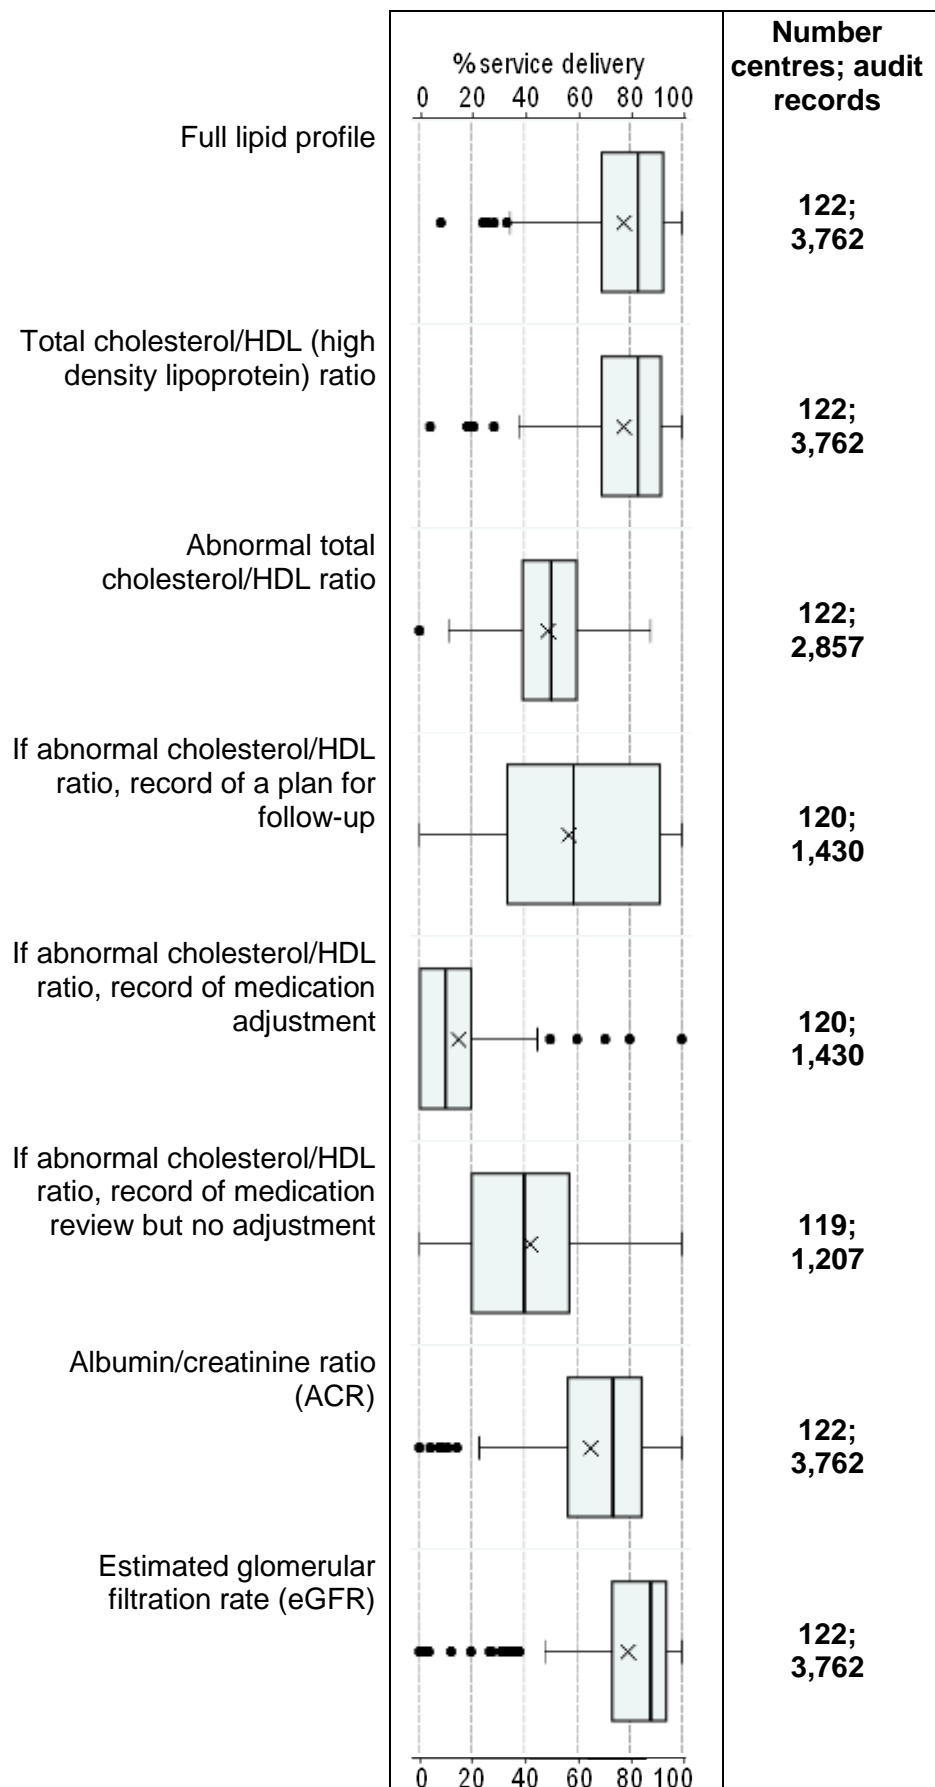 Number
centres; audit
records
% service delivery
0 20 40 60 80 100
Full lipid profile
122;
3,762
Total cholesterol/HDL (high
density lipoprotein) ratio
122;
3,762
Abnormal total
cholesterol/HDL ratio
122;
2,857
If abnormal cholesterol/HDL
ratio, record of a plan for
follow-up
120;
1,430
If abnormal cholesterol/HDL
ratio, record of medication
adjustment
120;
1,430
If abnormal cholesterol/HDL
ratio, record of medication
review but no adjustment
119;
1,207
Albumin/creatinine ratio
(ACR)
122;
3,762
Estimated glomerular
filtration rate (eGFR)
122;
3,762
0 20 40 60 80 100